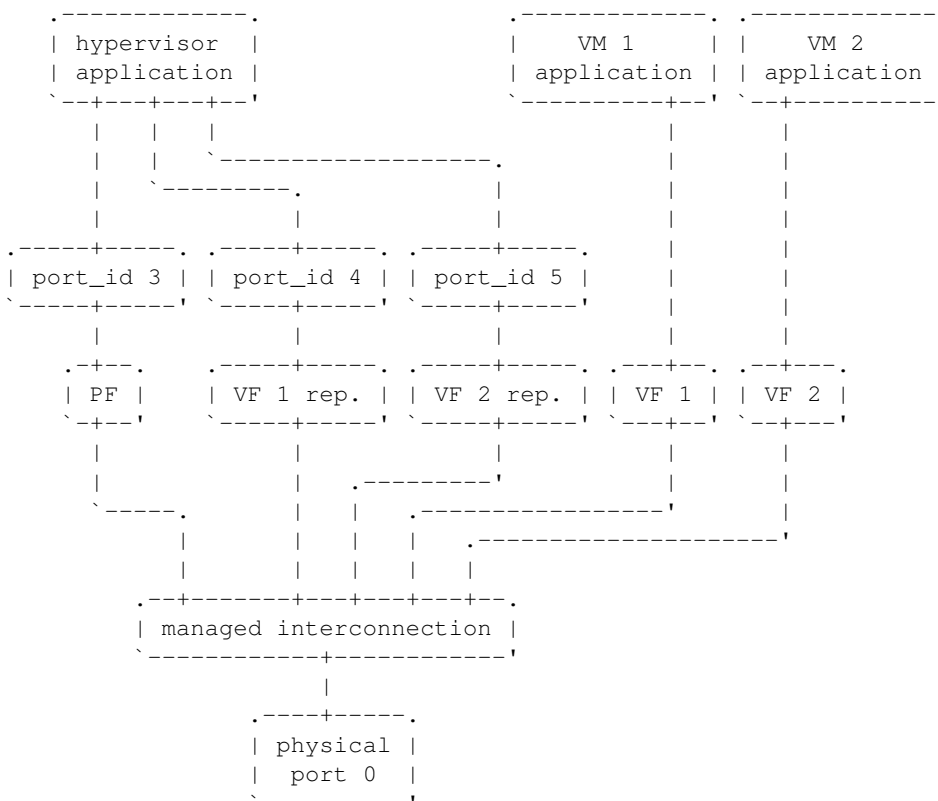 hypervisor
application
VM 1
application
VM 2
application
port_id 3
port_id 4
port_id 5
PF
VF 1 rep.
VF 2 rep.
VF 1
VF 2
managed interconnection
physical
port 0